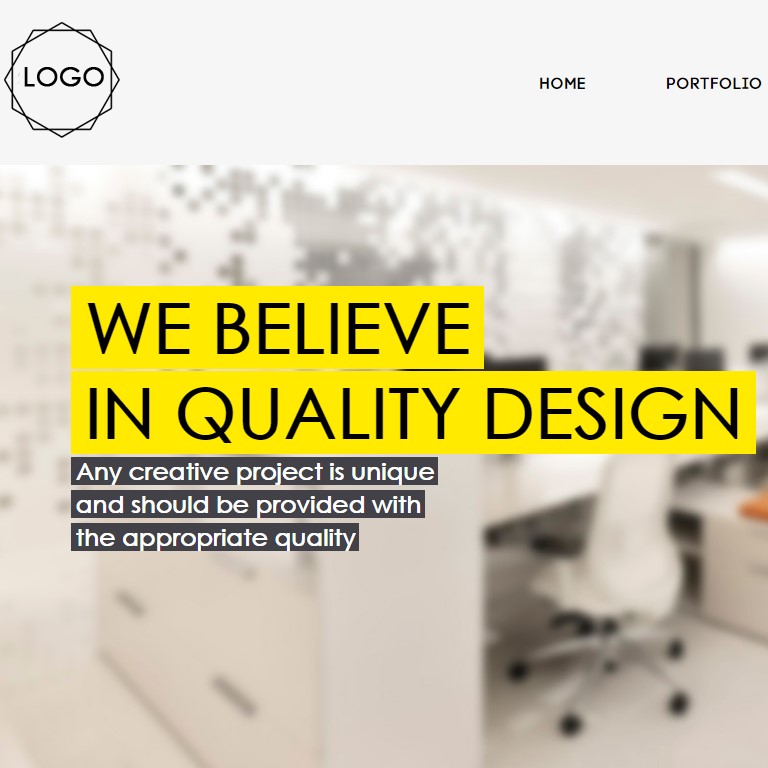 LOGO
HOME PORTFOLIO
WE BELIEVE
IN QUALITY DESIGN
Any creative project is unique
and should be provided with
the appropriate quality